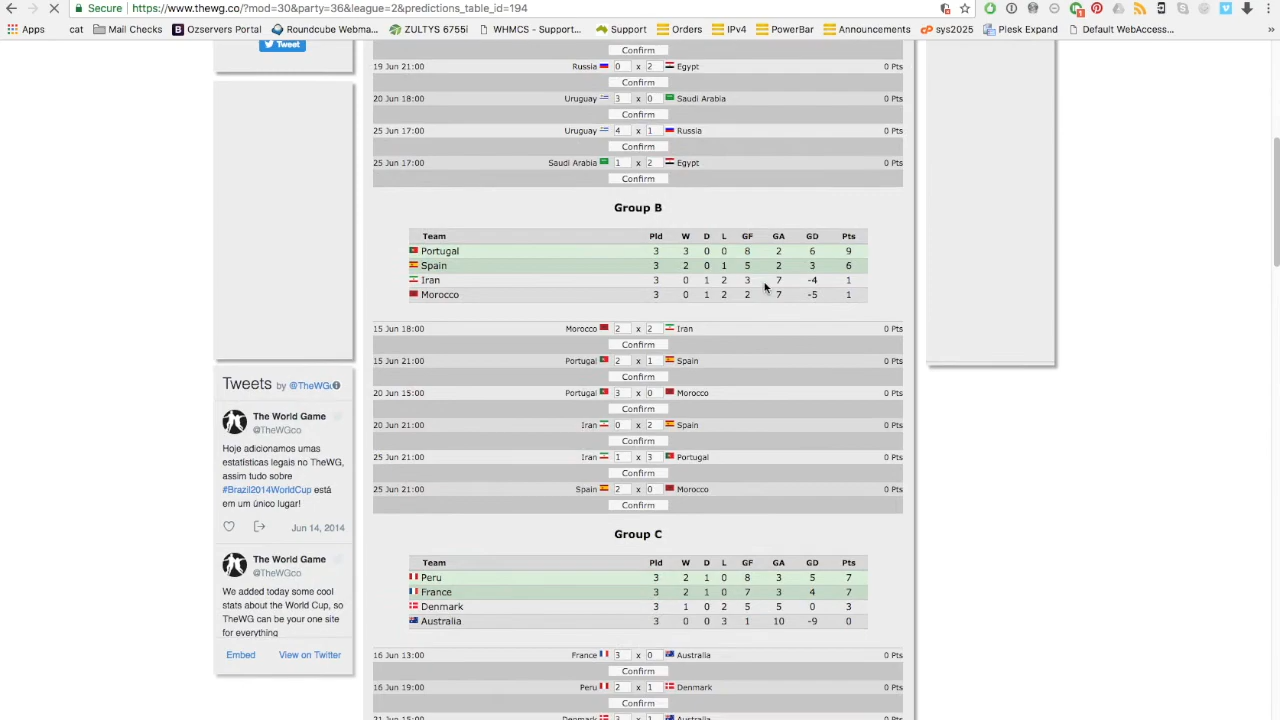 Secure https://www.thewg.co/?mod=30&party=36&league=2&predictions_table_id=194
Apps cat Mail Checks Ozservers Portal Roundcube Webma... ZULTYS 6755i WHMCS - Support... Support Orders IPv4 PowerBar Announcements sys2025 Plesk Expand Default WebAccess... »
Tweet
Confirm
19 Jun 21:00 Russia 0 x 2 Egypt 0 Pts
Confirm
20 Jun 18:00 Uruguay 3 x 0 Saudi Arabia 0 Pts
Confirm
25 Jun 17:00 Uruguay 4 x 1 Russia 0 Pts
Confirm
25 Jun 17:00 Saudi Arabia 1 x 2 Egypt 0 Pts
Confirm
Group B
Team Pld W D L GF GA GD Pts
Portugal 3 3 0 0 8 2 6 9
Spain 3 2 0 1 5 2 3 6
Iran 3 0 1 2 3 7 -4 1
Morocco 3 0 1 2 2 7 -5 1
15 Jun 18:00 Morocco 2 x 2 Iran 0 Pts
Confirm
15 Jun 21:00 Portugal 2 x 1 Spain 0 Pts
Confirm
20 Jun 15:00 Portugal 3 x 0 Morocco 0 Pts
Confirm
20 Jun 21:00 Iran 0 x 2 Spain 0 Pts
Confirm
25 Jun 21:00 Iran 1 x 3 Portugal 0 Pts
Confirm
25 Jun 21:00 Spain 2 x 0 Morocco 0 Pts
Confirm
Group C
Team Pld W D L GF GA GD Pts
Peru 3 2 1 0 8 3 5 7
France 3 2 1 0 7 3 4 7
Denmark 3 1 0 2 5 5 0 3
Australia 3 0 0 3 1 10 -9 0
16 Jun 13:00 France 3 x 0 Australia 0 Pts
Confirm
16 Jun 19:00 Peru 2 x 1 Denmark 0 Pts
Confirm
21 Jun 15:00 Denmark 3 x 1 Australia 0 Pts
Tweets by @TheWGc
The World Game
@TheWGco
Hoje adicionamos umas
estatísticas legais no TheWG,
assim tudo sobre
#Brazil2014WorldCup está
em um único lugar!
Jun 14, 2014
The World Game
@TheWGco
We added today some cool
stats about the World Cup, so
TheWG can be your one site
for everything
Embed View on Twitter